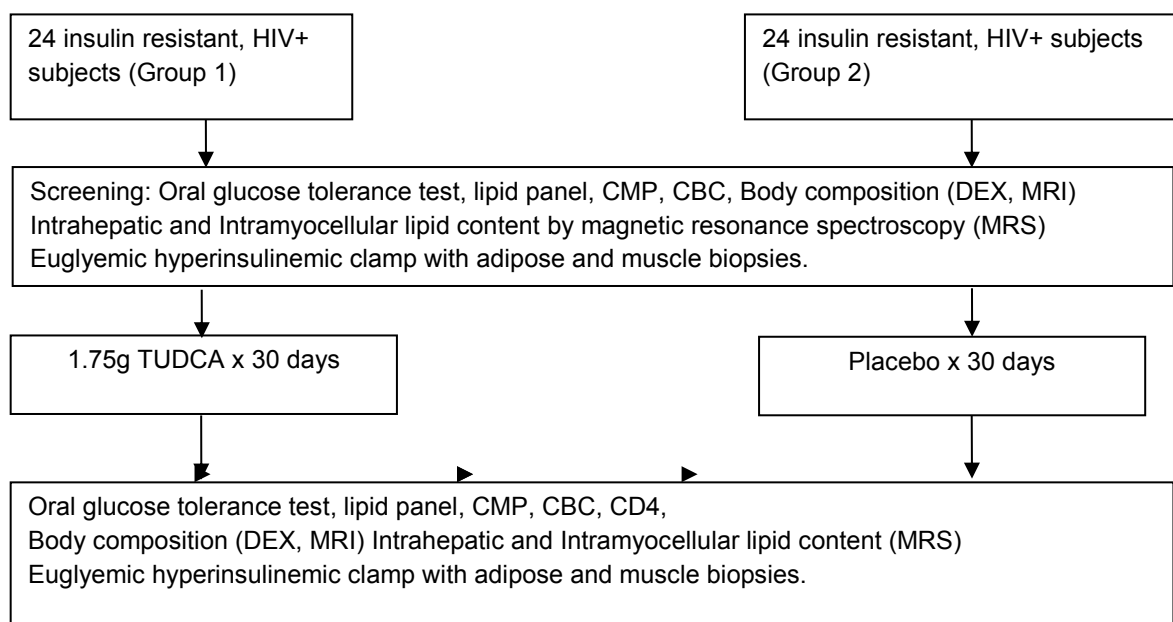 24 insulin resistant, HIV+
subjects (Group 1)
24 insulin resistant, HIV+ subjects
(Group 2)
Screening: Oral glucose tolerance test, lipid panel, CMP, CBC, Body composition (DEX, MRI)
Intrahepatic and Intramyocellular lipid content by magnetic resonance spectroscopy (MRS)
Euglyemic hyperinsulinemic clamp with adipose and muscle biopsies.
1.75g TUDCA x 30 days
Placebo x 30 days
Oral glucose tolerance test, lipid panel, CMP, CBC, CD4,
Body composition (DEX, MRI) Intrahepatic and Intramyocellular lipid content (MRS)
Euglyemic hyperinsulinemic clamp with adipose and muscle biopsies.